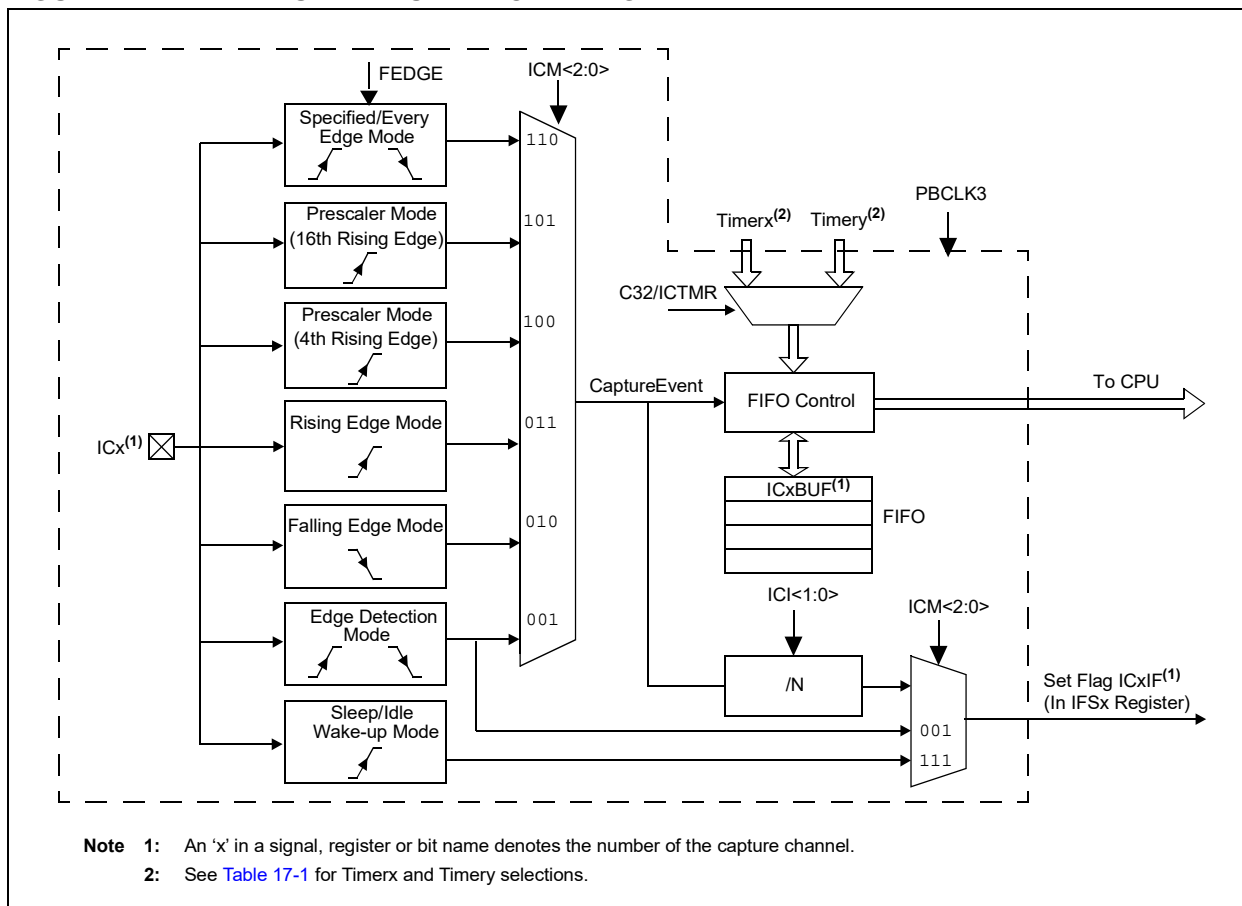 FEDGE
ICM<2:0>
Specified/Every
Edge Mode
110
PBCLK3
Prescaler Mode
(16th Rising Edge)
101
Timerx(2)
Timery(2)
C32/ICTMR
Prescaler Mode
(4th Rising Edge)
100
CaptureEvent
FIFO Control
To CPU
ICx(1)
Rising Edge Mode
011
ICxBUF(1)
FIFO
Falling Edge Mode
010
ICI<1:0>
ICM<2:0>
Edge Detection
Mode
001
/N
Set Flag ICxIF(1)
(In IFSx Register)
Sleep/Idle
Wake-up Mode
001
111
Note 1: An ‘x’ in a signal, register or bit name denotes the number of the capture channel.
2: See Table 17-1 for Timerx and Timery selections.